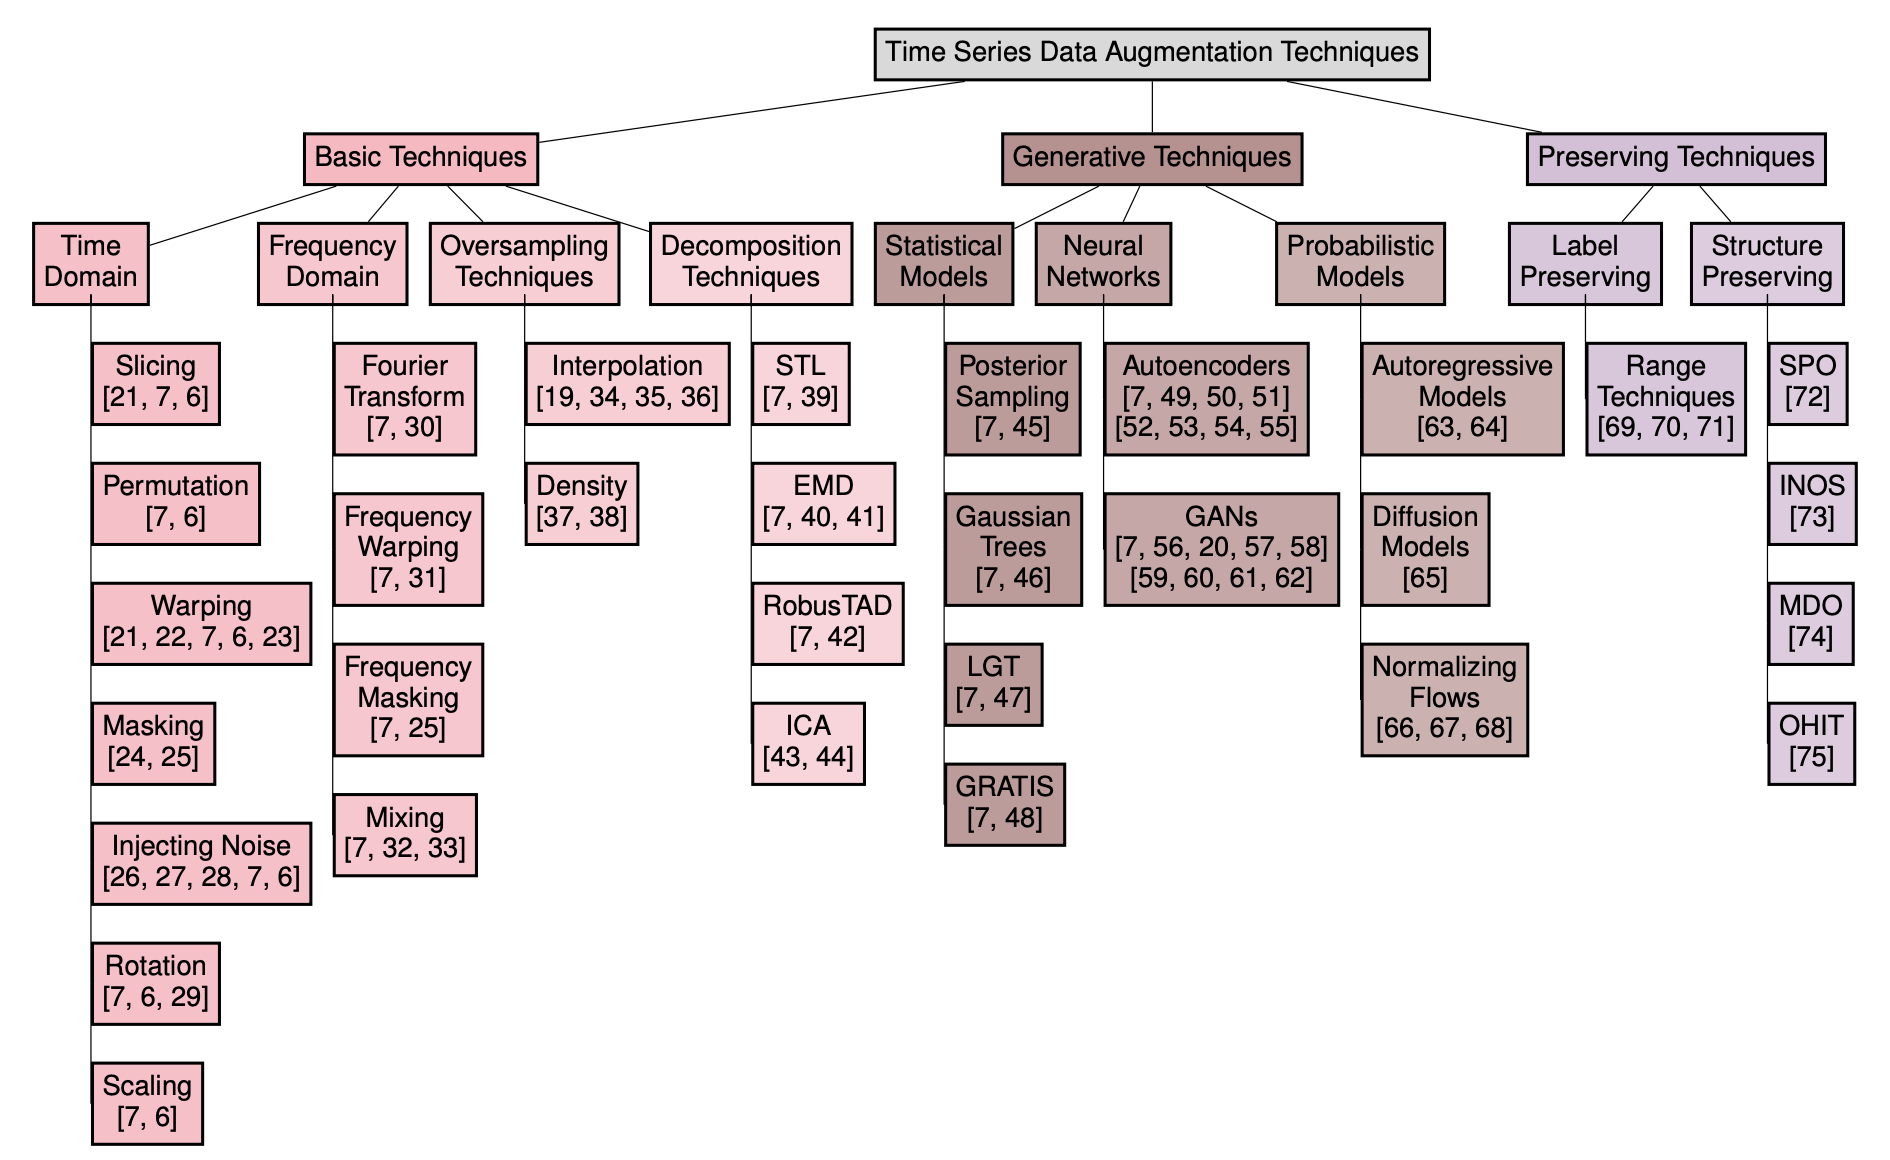 Time Series Data Augmentation Techniques
Basic Techniques
Generative Techniques
Preserving Techniques
Time
Domain
Frequency
Domain
Oversampling
Techniques
Decomposition
Techniques
Statistical
Models
Neural
Networks
Probabilistic
Models
Label
Preserving
Structure
Preserving
Slicing
[21, 7, 6]
Permutation
[7, 6]
Warping
[21, 22, 7, 6, 23]
Masking
[24, 25]
Injecting Noise
[26, 27, 28, 7, 6]
Rotation
[7, 6, 29]
Scaling
[7, 6]
Fourier
Transform
[7, 30]
Frequency
Warping
[7, 31]
Frequency
Masking
[7, 25]
Mixing
[7, 32, 33]
Interpolation
[19, 34, 35, 36]
Density
[37, 38]
STL
[7, 39]
EMD
[7, 40, 41]
RobusTAD
[7, 42]
ICA
[43, 44]
Posterior
Sampling
[7, 45]
Gaussian
Trees
[7, 46]
LGT
[7, 47]
GRATIS
[7, 48]
Autoencoders
[7, 49, 50, 51]
[52, 53, 54, 55]
GANs
[7, 56, 20, 57, 58]
[59, 60, 61, 62]
Autoregressive
Models
[63, 64]
Diffusion
Models
[65]
Normalizing
Flows
[66, 67, 68]
Range
Techniques
[69, 70, 71]
SPO
[72]
INOS
[73]
MDO
[74]
OHIT
[75]